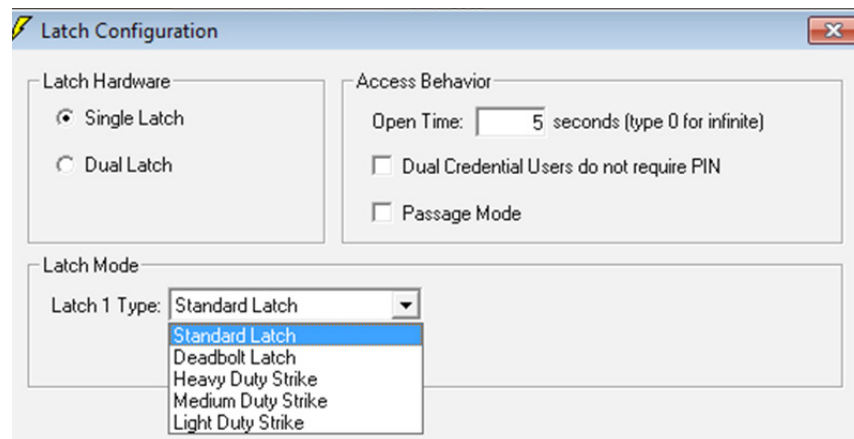 Latch Configuration
Latch Hardware
Single Latch
Dual Latch
Access Behavior
Open Time: 5 seconds (type 0 for infinite)
Dual Credential Users do not require PIN
Passage Mode
Latch Mode
Latch 1 Type: Standard Latch
Standard Latch
Deadbolt Latch
Heavy Duty Strike
Medium Duty Strike
Light Duty Strike